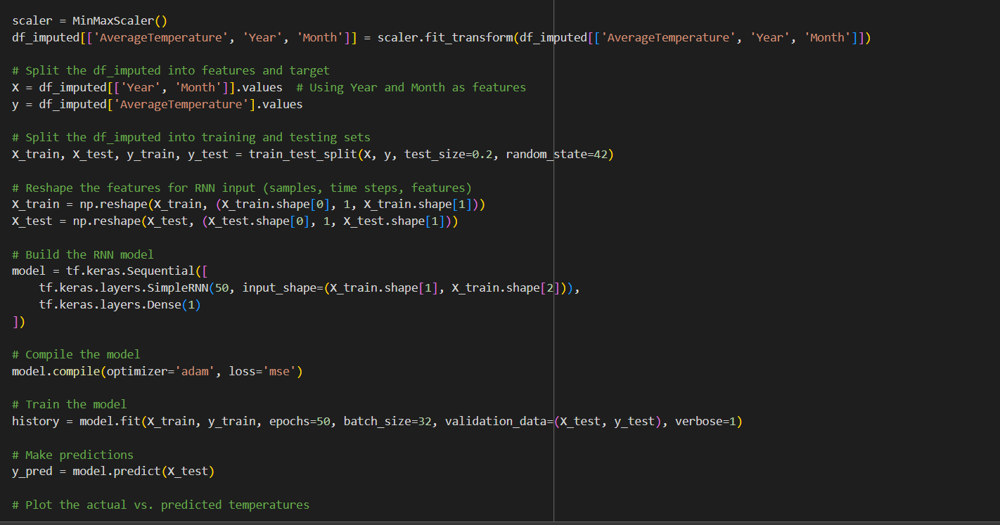 scaler = MinMaxScaler()
df_imputed[['AverageTemperature', 'Year', 'Month']] = scaler.fit_transform(df_imputed[['AverageTemperature', 'Year', 'Month']])
# Split the df_imputed into features and target
X = df_imputed[['Year', 'Month']].values  # Using Year and Month as features
y = df_imputed['AverageTemperature'].values
# Split the df_imputed into training and testing sets
X_train, X_test, y_train, y_test = train_test_split(X, y, test_size=0.2, random_state=42)
# Reshape the features for RNN input (samples, time steps, features)
X_train = np.reshape(X_train, (X_train.shape[0], 1, X_train.shape[1]))
X_test = np.reshape(X_test, (X_test.shape[0], 1, X_test.shape[1]))
# Build the RNN model
model = tf.keras.Sequential([
    tf.keras.layers.SimpleRNN(50, input_shape=(X_train.shape[1], X_train.shape[2])),
    tf.keras.layers.Dense(1)
])
# Compile the model
model.compile(optimizer='adam', loss='mse')
# Train the model
history = model.fit(X_train, y_train, epochs=50, batch_size=32, validation_data=(X_test, y_test), verbose=1)
# Make predictions
y_pred = model.predict(X_test)
# Plot the actual vs. predicted temperatures